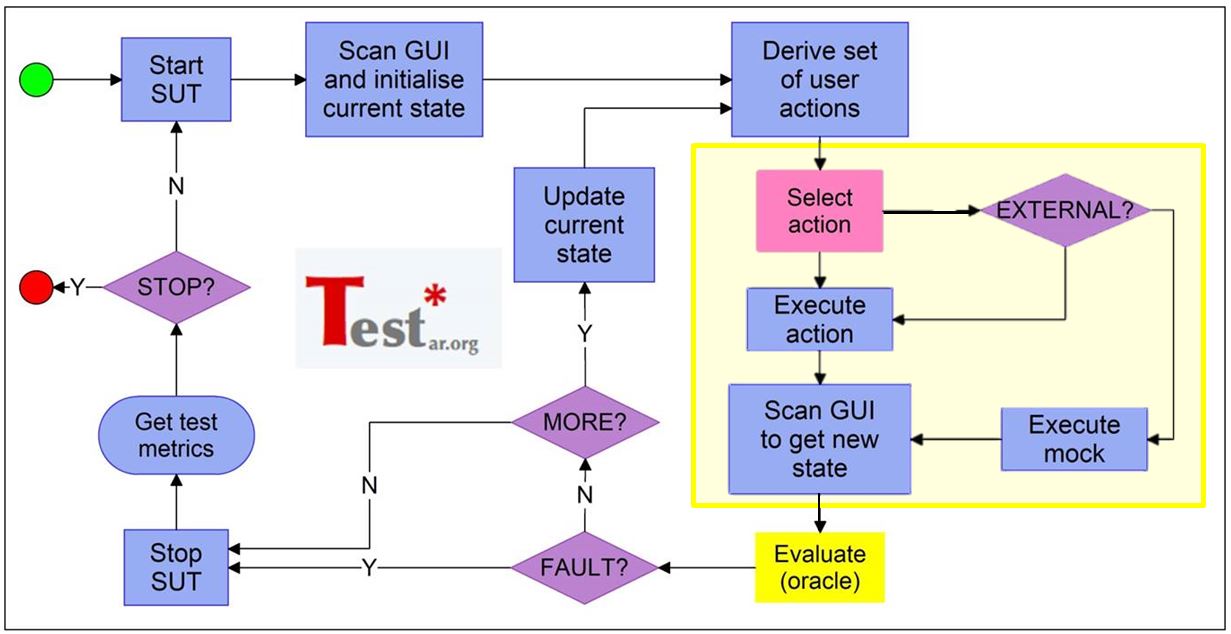 Start
SUT
Scan GUI
and initialise
current state
Derive set
of user
actions
N
Update
current
state
Select
action
EXTERNAL?
Y
STOP?
Test*
ar.org
Execute
action
Y
Get test
metrics
MORE?
Scan GUI
to get new
state
Execute
mock
N
N
Stop
SUT
Y
FAULT?
Evaluate
(oracle)